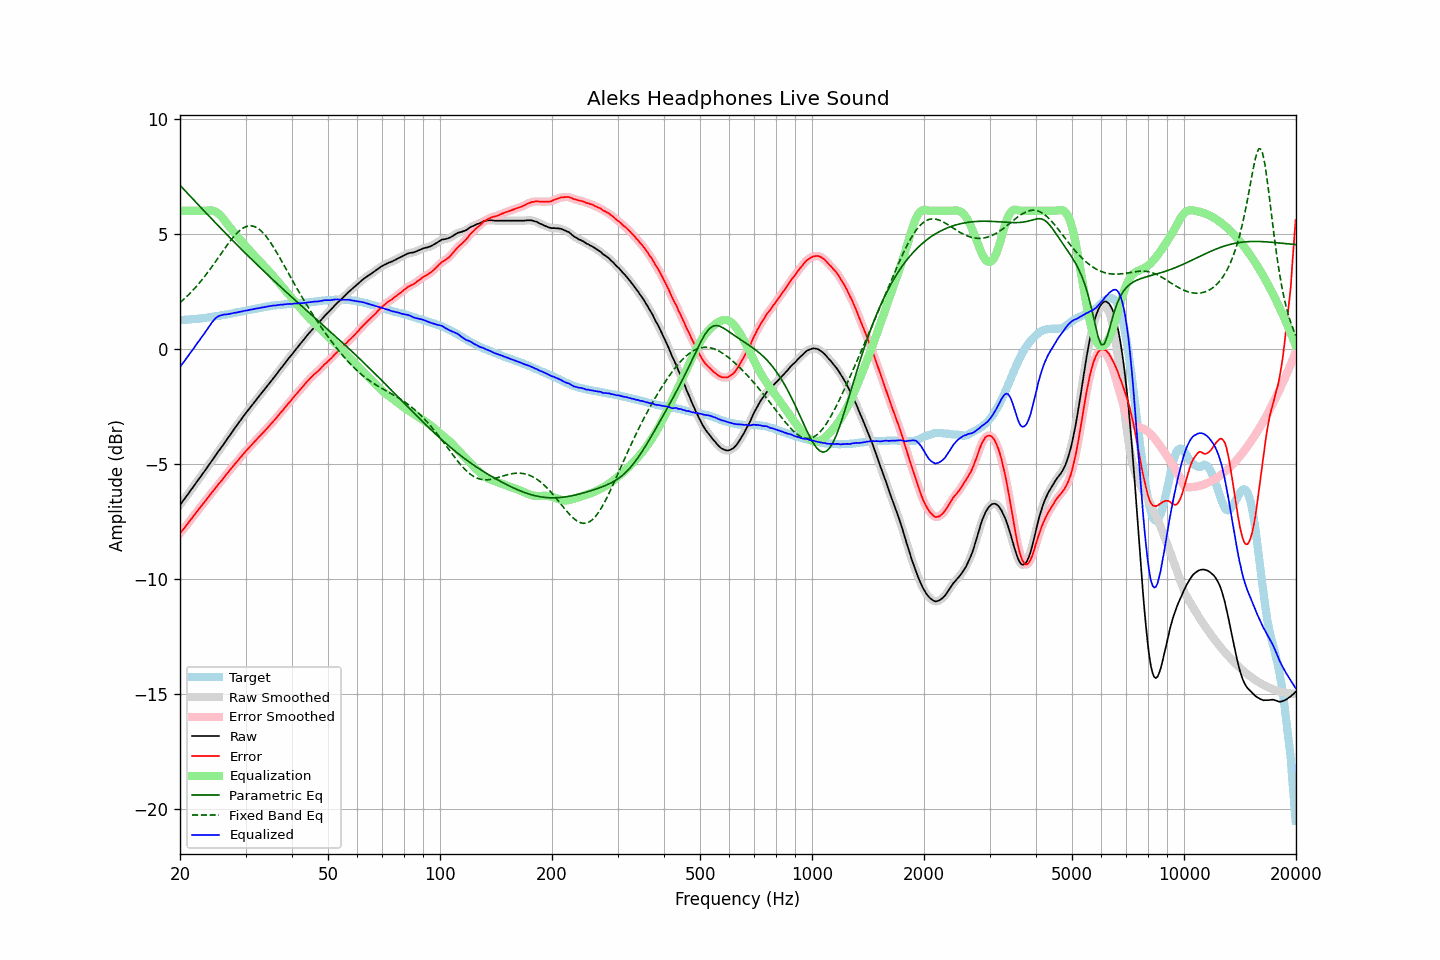 Aleks Headphones Live Sound
10
5
0
−5
−10
−15
−20
Amplitude (dBr)
Target
Raw Smoothed
Error Smoothed
Raw
Error
Equalization
Parametric Eq
Fixed Band Eq
Equalized
20 50 100 200 500 1000 2000 5000 10000 20000
Frequency (Hz)